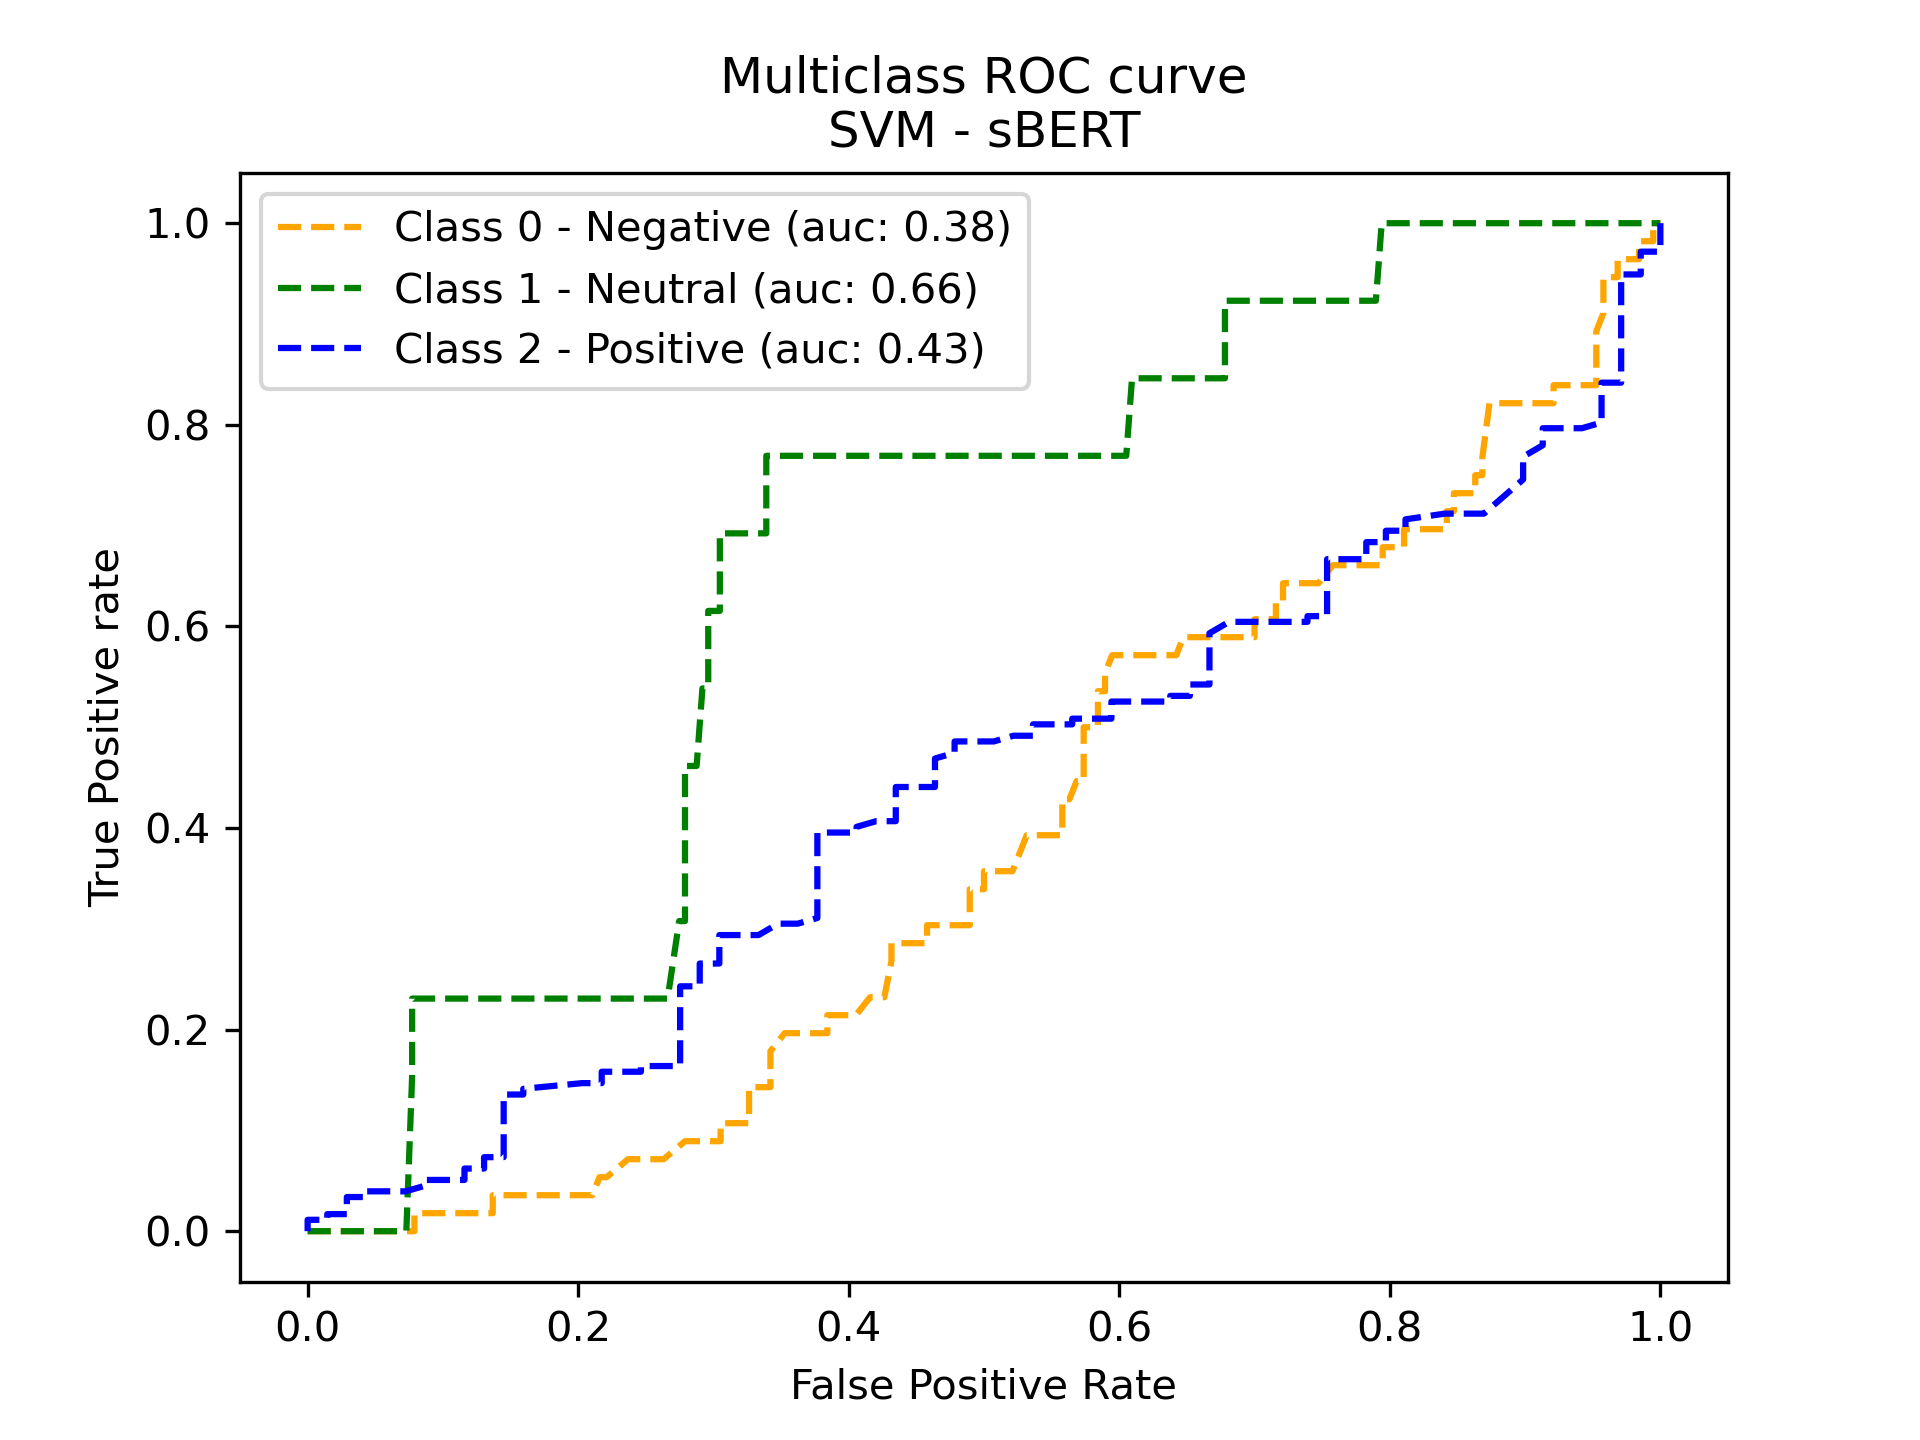 Multiclass ROC curve
SVM - sBERT
Class 0 - Negative (auc: 0.38)
Class 1 - Neutral (auc: 0.66)
Class 2 - Positive (auc: 0.43)
True Positive rate
1.0
0.8
0.6
0.4
0.2
0.0
0.0 0.2 0.4 0.6 0.8 1.0
False Positive Rate